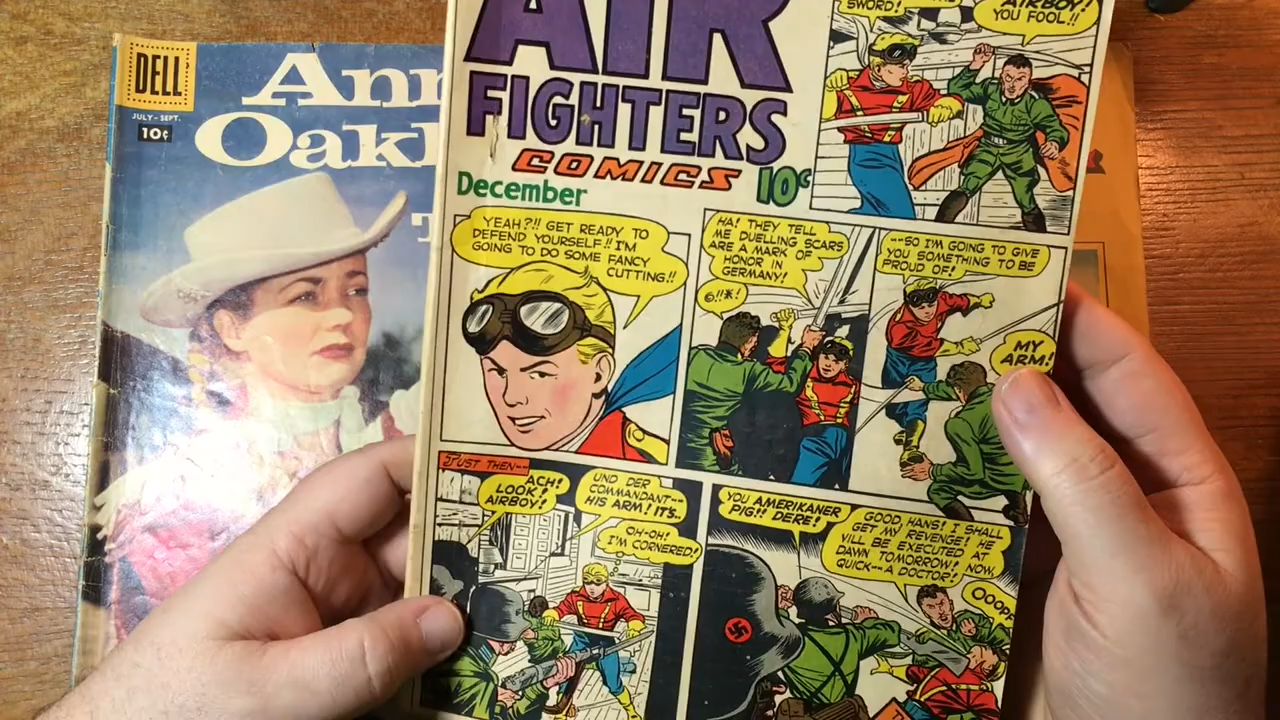 DELL
JULY - SEPT.
10¢
Ann
Oakl
AIR
FIGHTERS
COMICS
December
10¢
SWORD!
AIRBOY!
YOU FOOL!!
YEAH?!! GET READY TO
DEFEND YOURSELF!! I'M
GOING TO DO SOME FANCY
CUTTING!!
HA! THEY TELL
ME DUELLING SCARS
ARE A MARK OF
HONOR IN
GERMANY!
@!!*!
--SO I'M GOING TO GIVE
YOU SOMETHING TO BE
PROUD OF!
MY
ARM!
JUST THEN--
ACH!
LOOK!
AIRBOY!
UND DER
COMMANDANT--
HIS ARM! IT'S..
OH-OH!
I'M CORNERED!
YOU AMERIKANER
PIG!! DERE!
GOOD, HANS! I SHALL
GET MY REVENGE! HE
VILL BE EXECUTED AT
DAWN TOMORROW! NOW,
QUICK--A DOCTOR!
OOOP